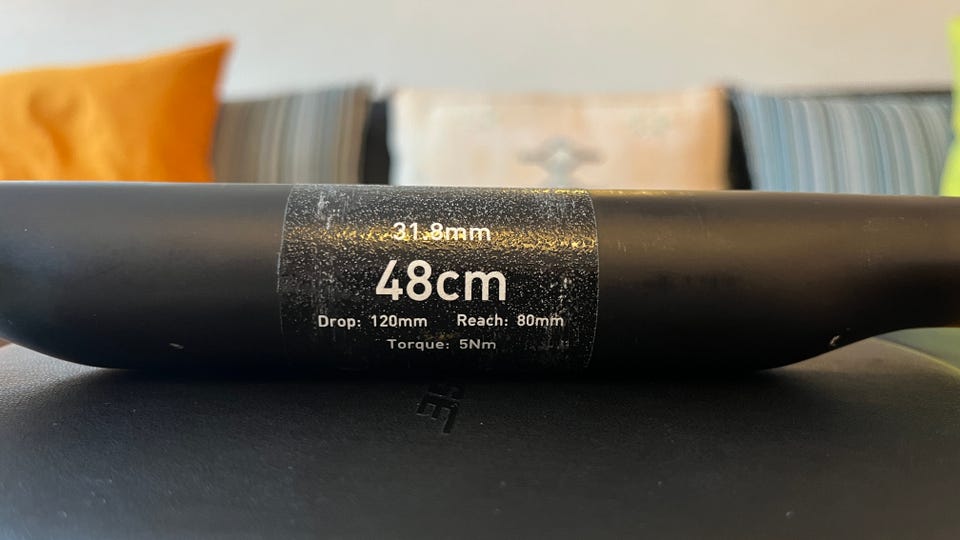 31.8mm
48cm
Drop: 120mm Reach: 80mm
Torque: 5Nm